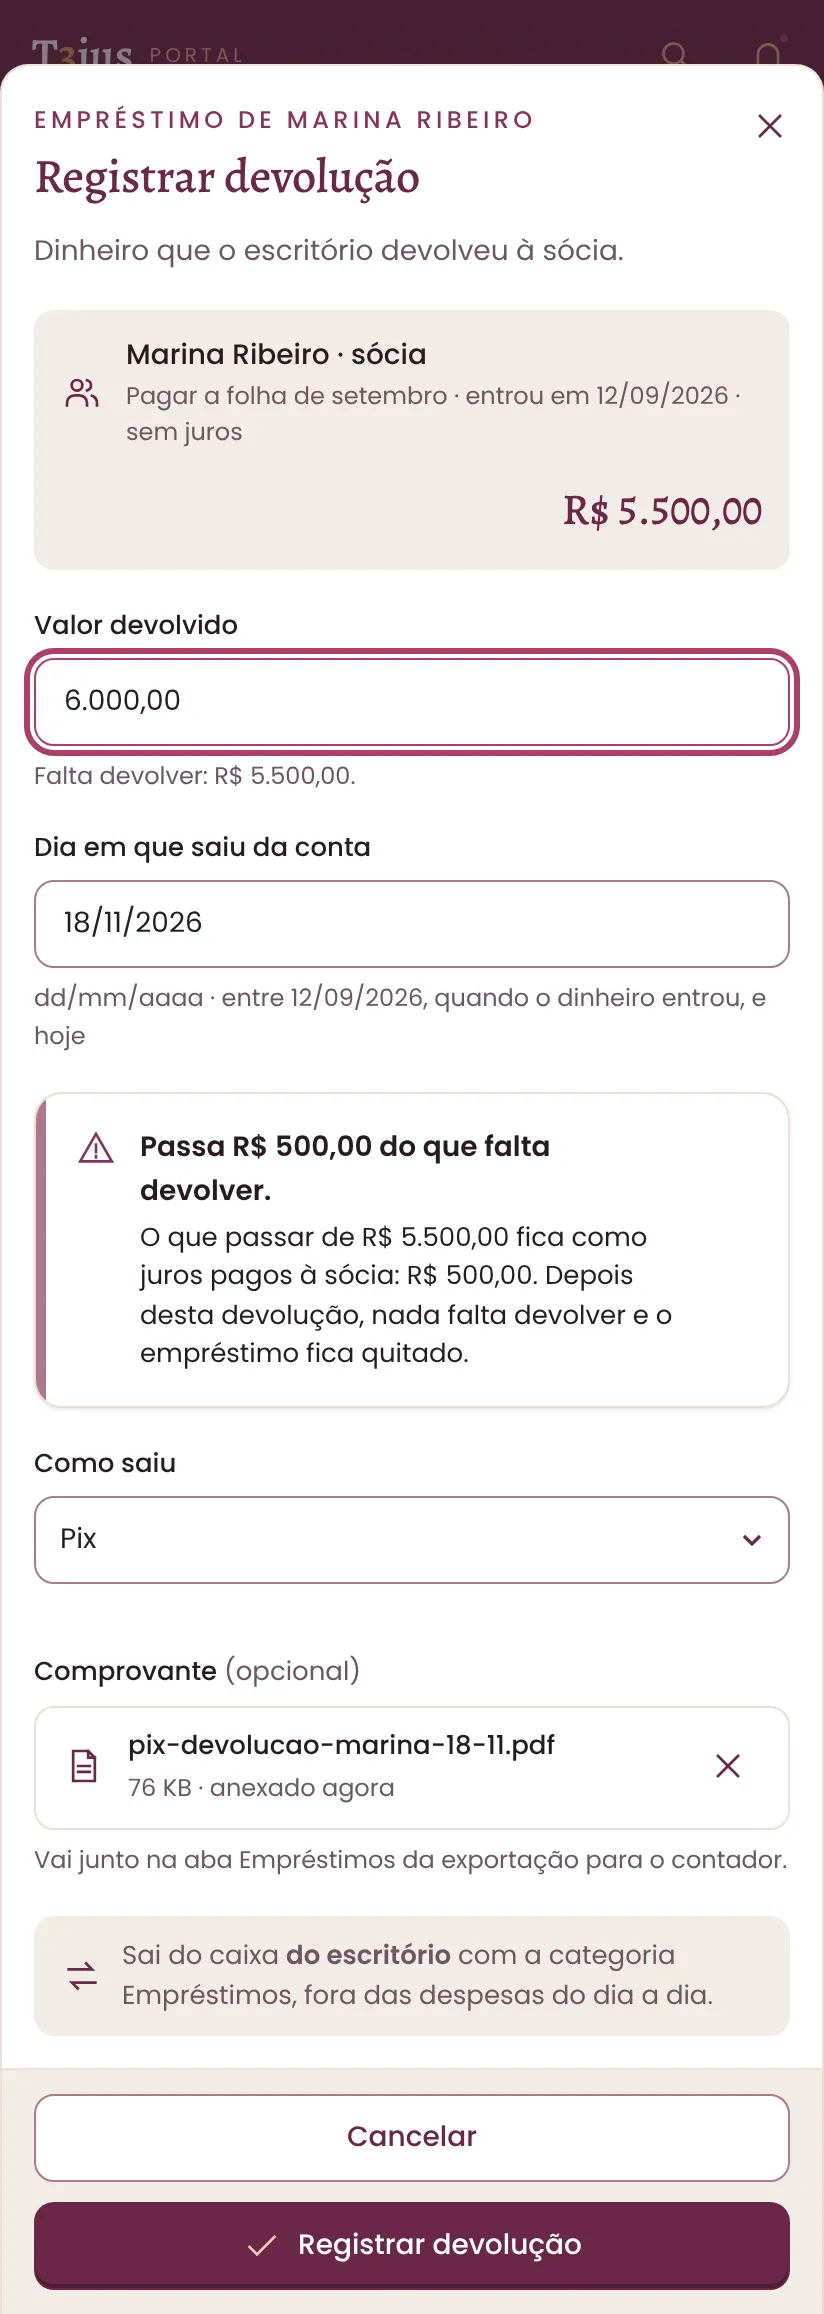 T3jus PORTAL
EMPRÉSTIMO DE MARINA RIBEIRO
Registrar devolução
Dinheiro que o escritório devolveu à sócia.
Marina Ribeiro · sócia
Pagar a folha de setembro · entrou em 12/09/2026 ·
sem juros
R$ 5.500,00
Valor devolvido
6.000,00
Falta devolver: R$ 5.500,00.
Dia em que saiu da conta
18/11/2026
dd/mm/aaaa · entre 12/09/2026, quando o dinheiro entrou, e
hoje
Passa R$ 500,00 do que falta
devolver.
O que passar de R$ 5.500,00 fica como
juros pagos à sócia: R$ 500,00. Depois
desta devolução, nada falta devolver e o
empréstimo fica quitado.
Como saiu
Pix
Comprovante (opcional)
pix-devolucao-marina-18-11.pdf
76 KB · anexado agora
Vai junto na aba Empréstimos da exportação para o contador.
Sai do caixa do escritório com a categoria
Empréstimos, fora das despesas do dia a dia.
Cancelar
Registrar devolução